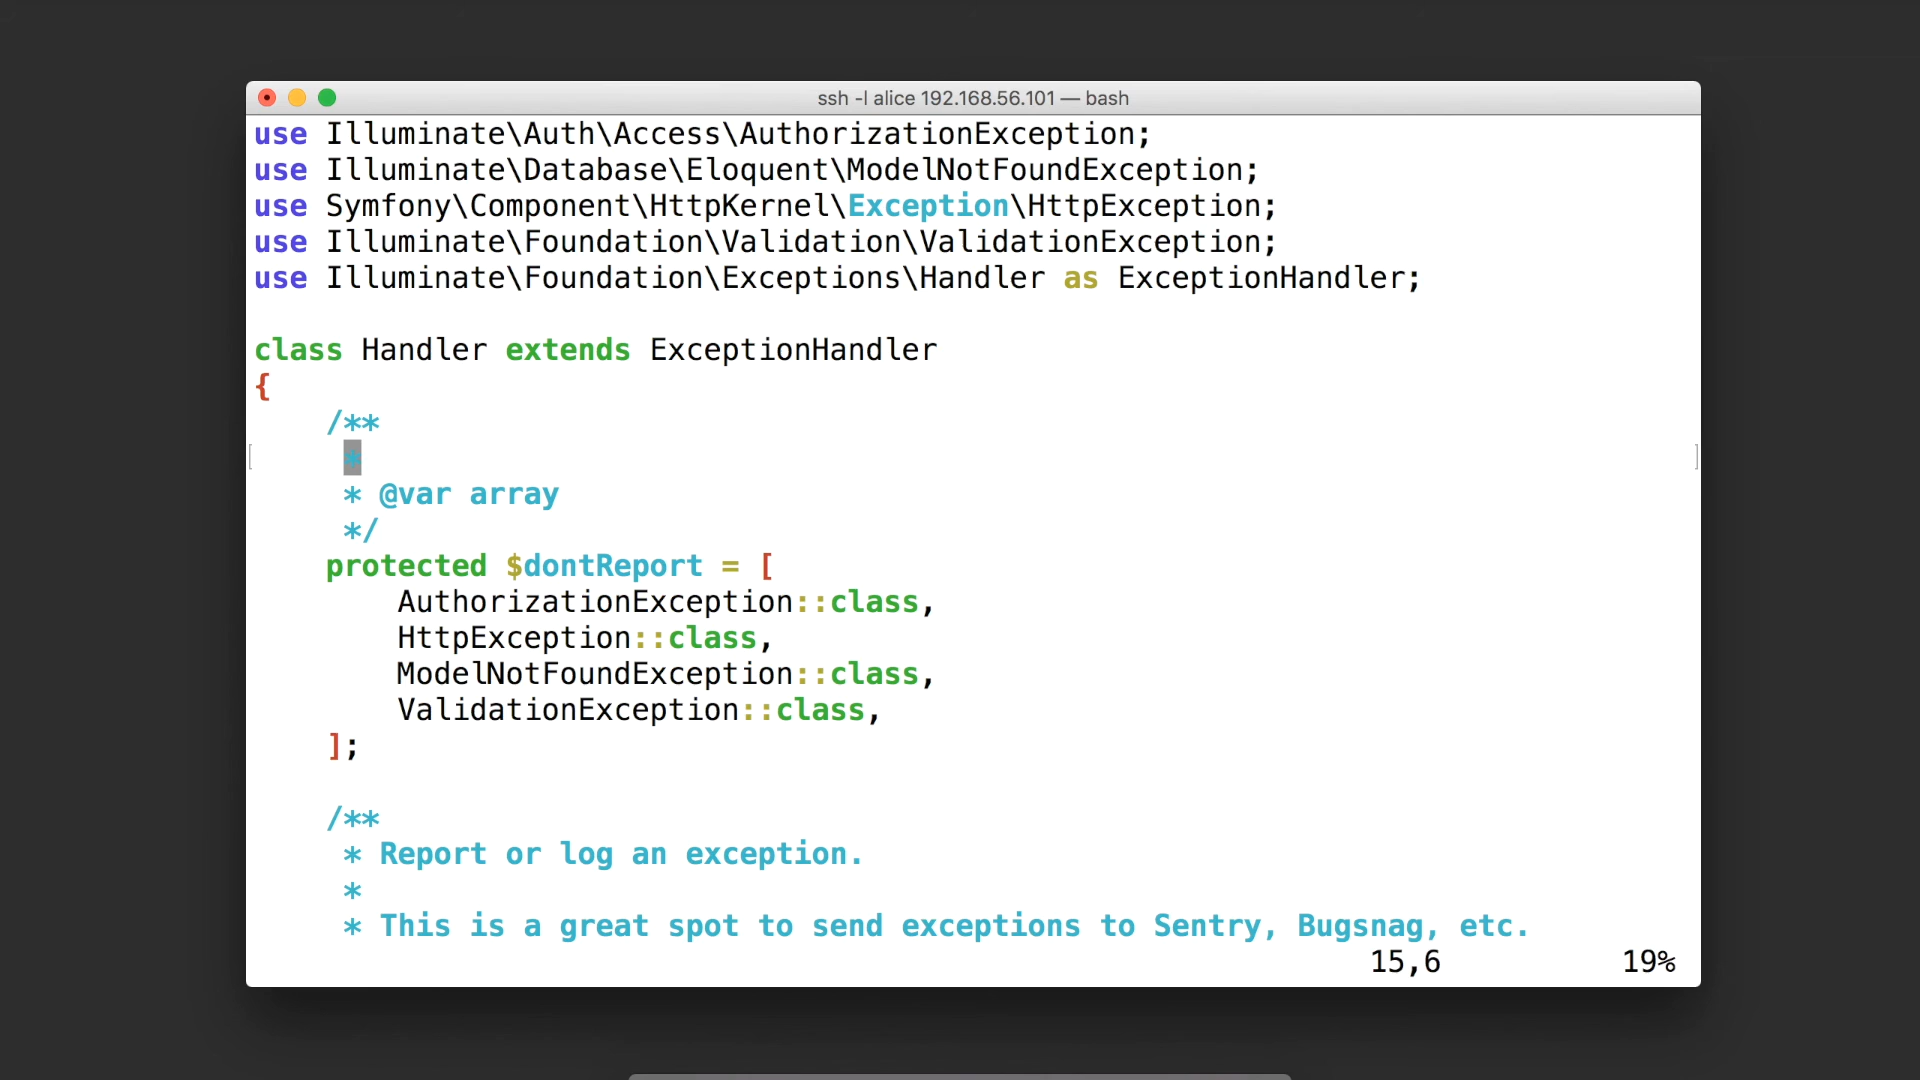 ssh -l alice 192.168.56.101 — bash
use Illuminate\Auth\Access\AuthorizationException;
use Illuminate\Database\Eloquent\ModelNotFoundException;
use Symfony\Component\HttpKernel\Exception\HttpException;
use Illuminate\Foundation\Validation\ValidationException;
use Illuminate\Foundation\Exceptions\Handler as ExceptionHandler;

class Handler extends ExceptionHandler
{
    /**
     *
     * @var array
     */
    protected $dontReport = [
        AuthorizationException::class,
        HttpException::class,
        ModelNotFoundException::class,
        ValidationException::class,
    ];

    /**
     * Report or log an exception.
     *
     * This is a great spot to send exceptions to Sentry, Bugsnag, etc.
15,6 19%